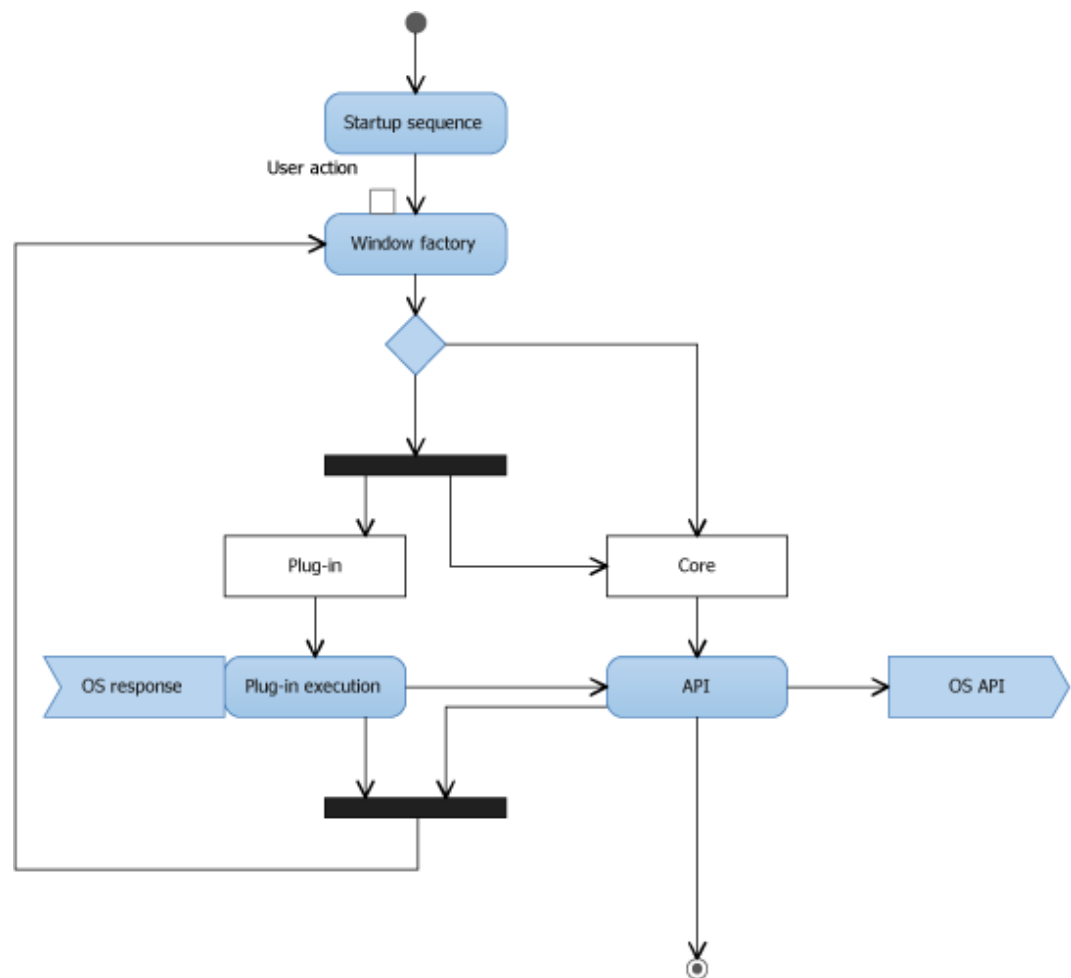 Startup sequence
User action
Window factory
Plug-in
Core
OS response
Plug-in execution
API
OS API